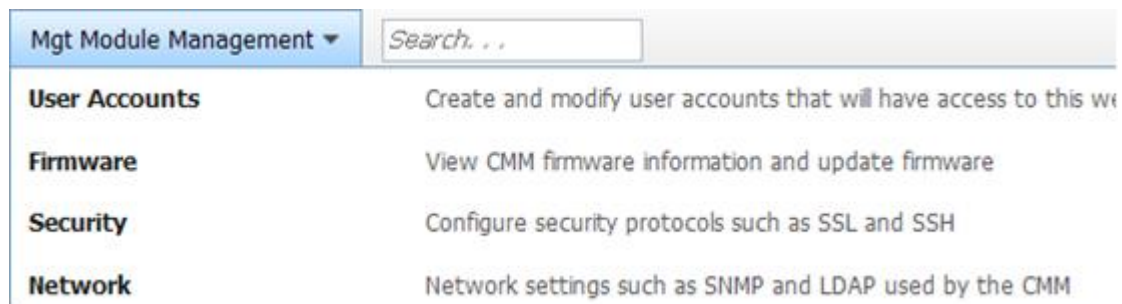 Mgt Module Management Search. . .
User Accounts Create and modify user accounts that will have access to this
Firmware View CMM firmware information and update firmware
Security Configure security protocols such as SSL and SSH
Network Network settings such as SNMP and LDAP used by the CMM